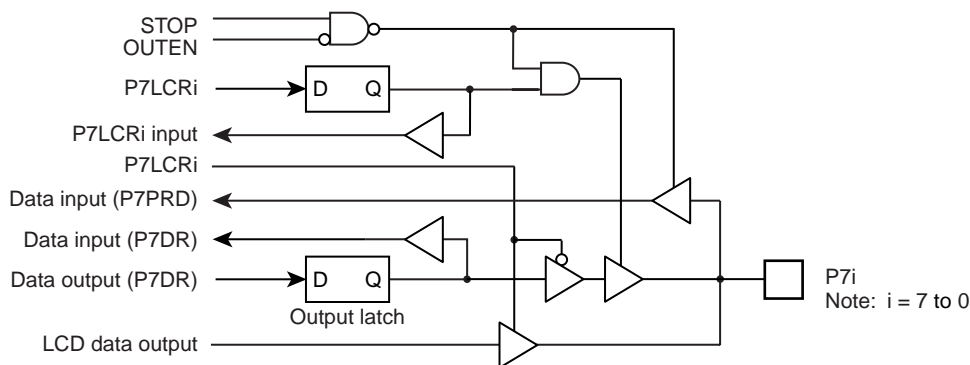 STOP
OUTEN
P7LCRi
D Q
P7LCRi input
P7LCRi
Data input (P7PRD)
Data input (P7DR)
Data output (P7DR)
D Q
Output latch
P7i
Note: i = 7 to 0
LCD data output